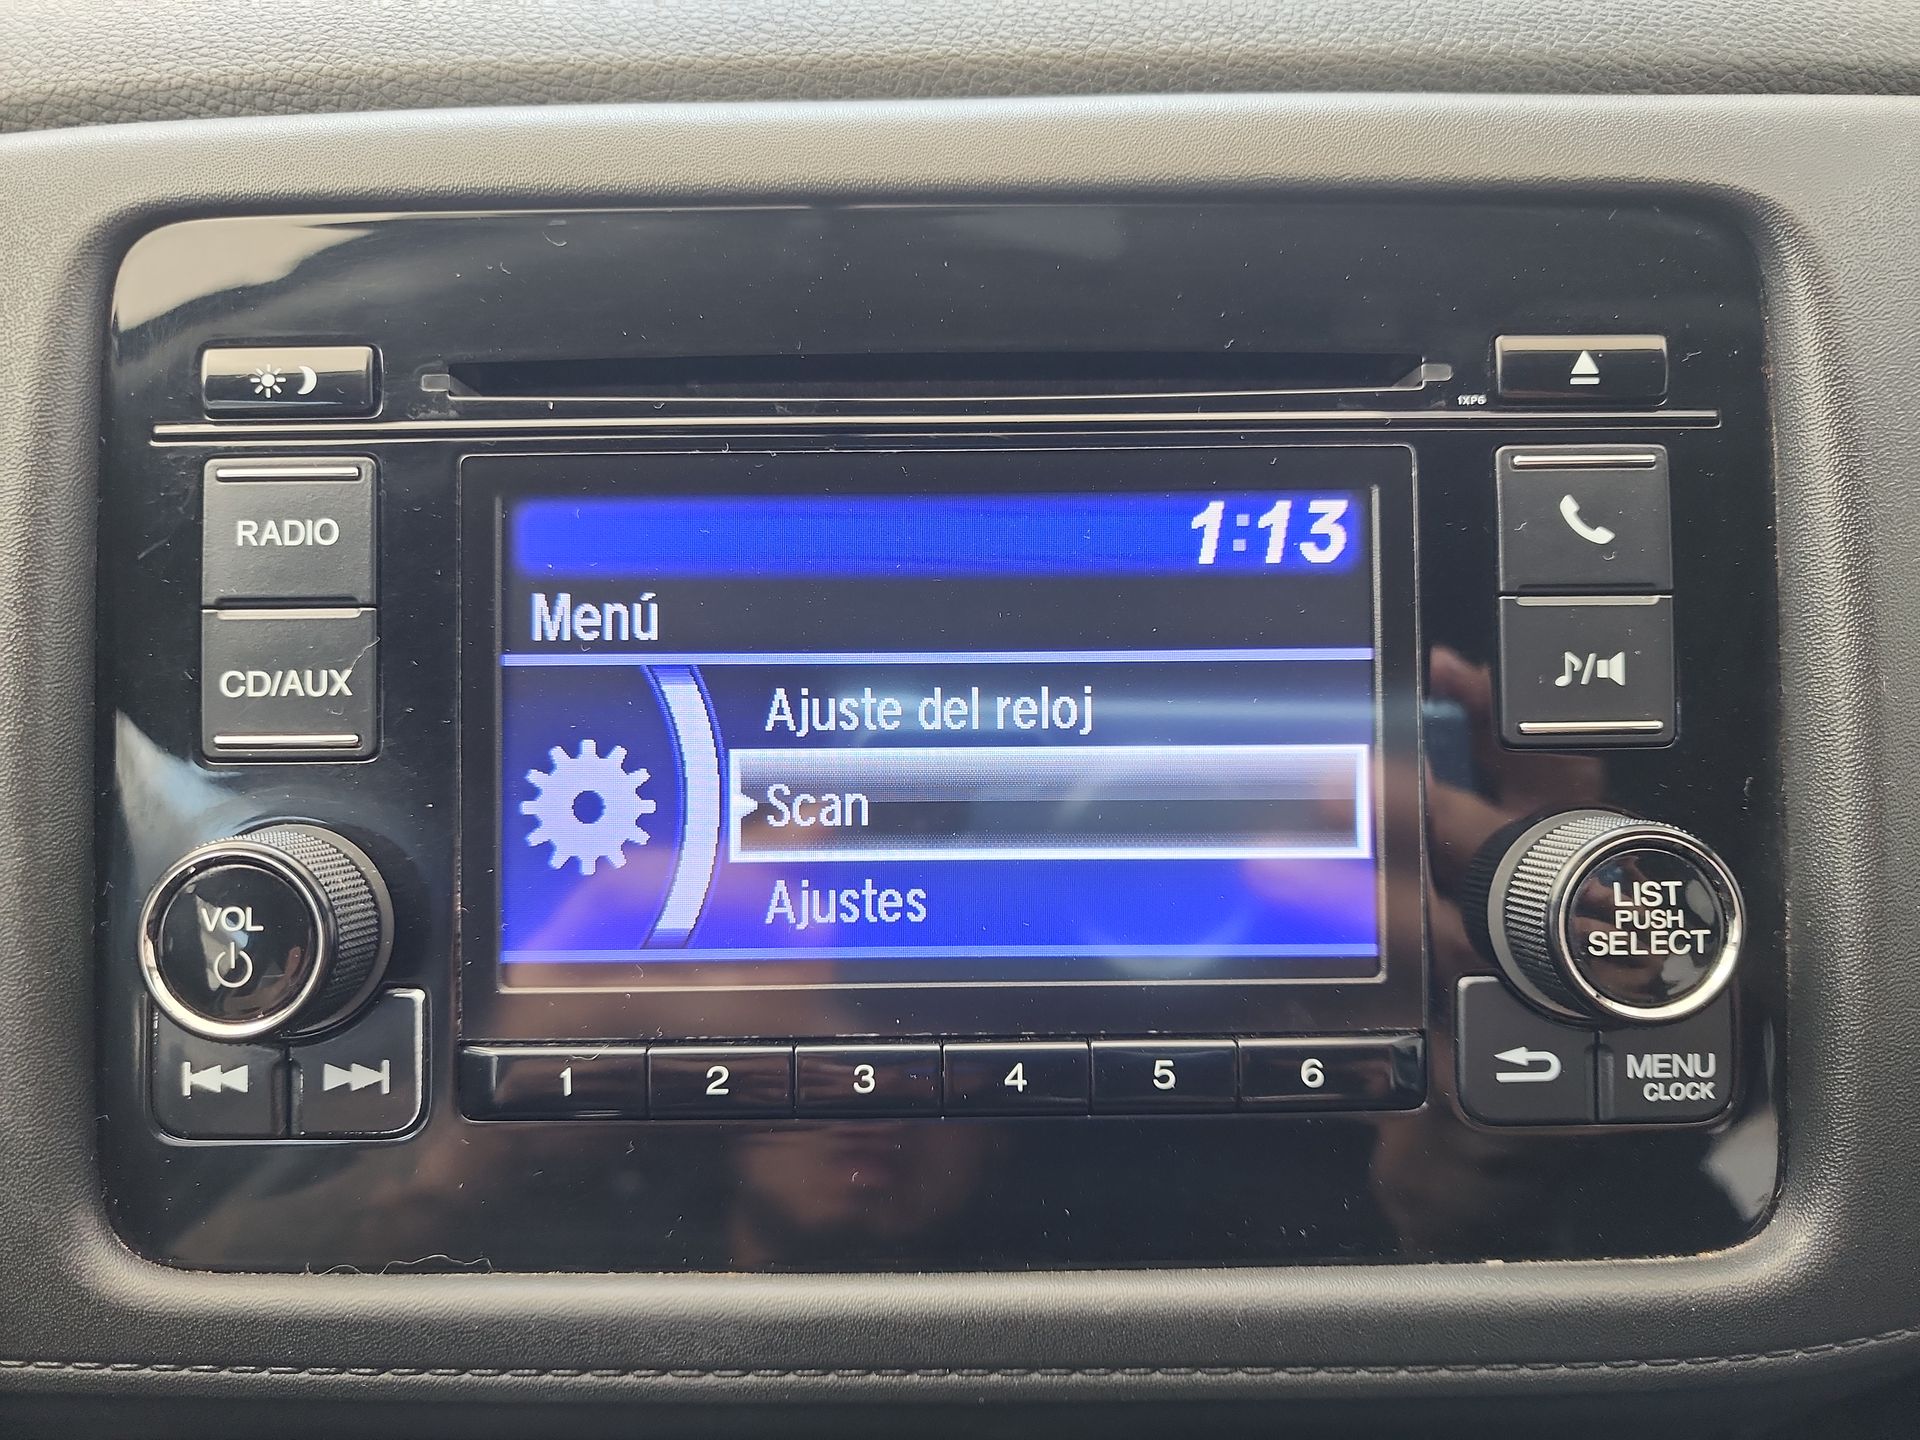 1XP6
RADIO
CD/AUX
1:13
Menú
Ajuste del reloj
Scan
Ajustes
VOL
LIST
PUSH
SELECT
1 2 3 4 5 6
MENU
CLOCK